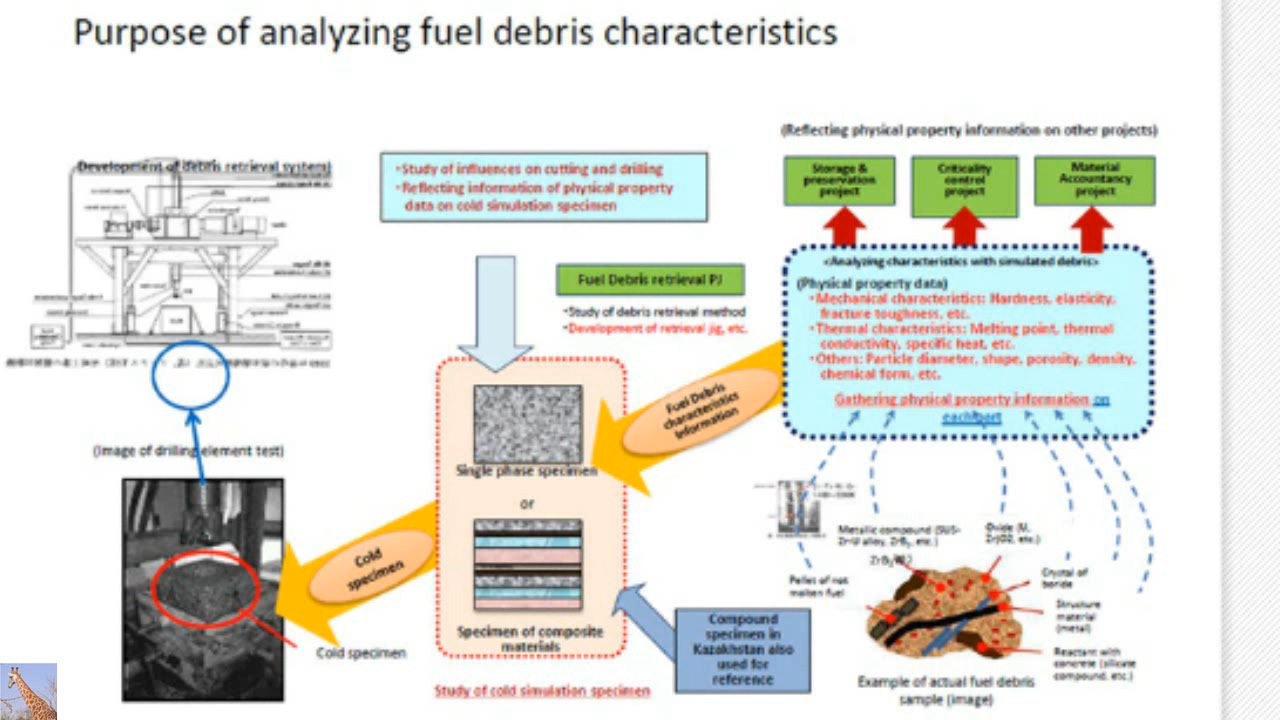 Purpose of analyzing fuel debris characteristics
(Reflecting physical property information on other projects)
Development of debris retrieval system)
・Study of influences on cutting and drilling
・Reflecting information of physical property
data on cold simulation specimen
Storage &
preservation
project
Criticality
control
project
Material
Accountancy
project
Fuel Debris retrieval PJ
・Study of debris retrieval method
・Development of retrieval jig, etc.
<Analyzing characteristics with simulated debris>
(Physical property data)
・Mechanical characteristics: Hardness, elasticity,
fracture toughness, etc.
・Thermal characteristics: Melting point, thermal
conductivity, specific heat, etc.
・Others: Particle diameter, shape, porosity, density,
chemical form, etc.
Gathering physical property information on
each part
Fuel Debris
characteristics
information
(Image of drilling element test)
Single phase specimen
or
Cold
specimen
Specimen of composite
materials
Cold specimen
Study of cold simulation specimen
Compound
specimen in
Kazakhstan also
used for
reference
Metallic compound (SUS-
Zr-U alloy, ZrB₂, etc.)
Oxide (U,
Zr)O2, etc.)
Pellet of not
molten fuel
Crystal of
boride
Structure
material
(metal)
Reactant with
concrete (silicate
compound, etc.)
Example of actual fuel debris
sample (image)